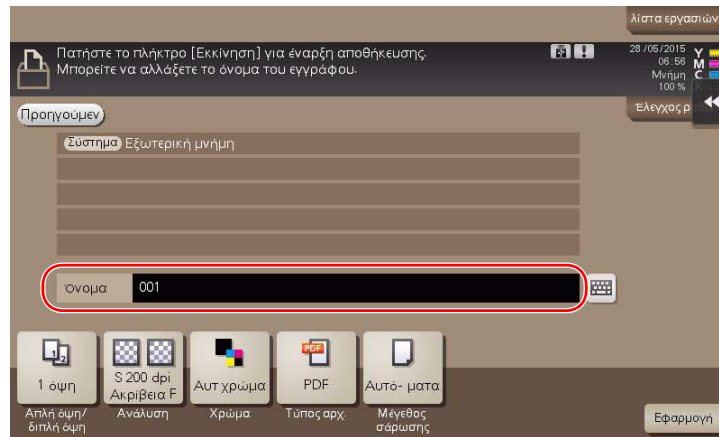 λίστα εργασιών
Πατήστε το πλήκτρο [Εκκίνηση] για έναρξη αποθήκευσης.
Μπορείτε να αλλάξετε το όνομα του εγγράφου.
28 /05/2015
06:56
Μνήμη
100 %
Y
M
C
K
Έλεγχος ρ
Προηγούμεν
Σύστημα Εξωτερική μνήμη
Όνομα 001
1 όψη
S 200 dpi
Ακρίβεια F
Αυτ χρώμα
PDF
PDF
Αυτό- ματα
Απλή όψη/
διπλή όψη
Ανάλυση
Χρώμα
Τύπος αρχ.
Μέγεθος
σάρωσης
Εφαρμογή